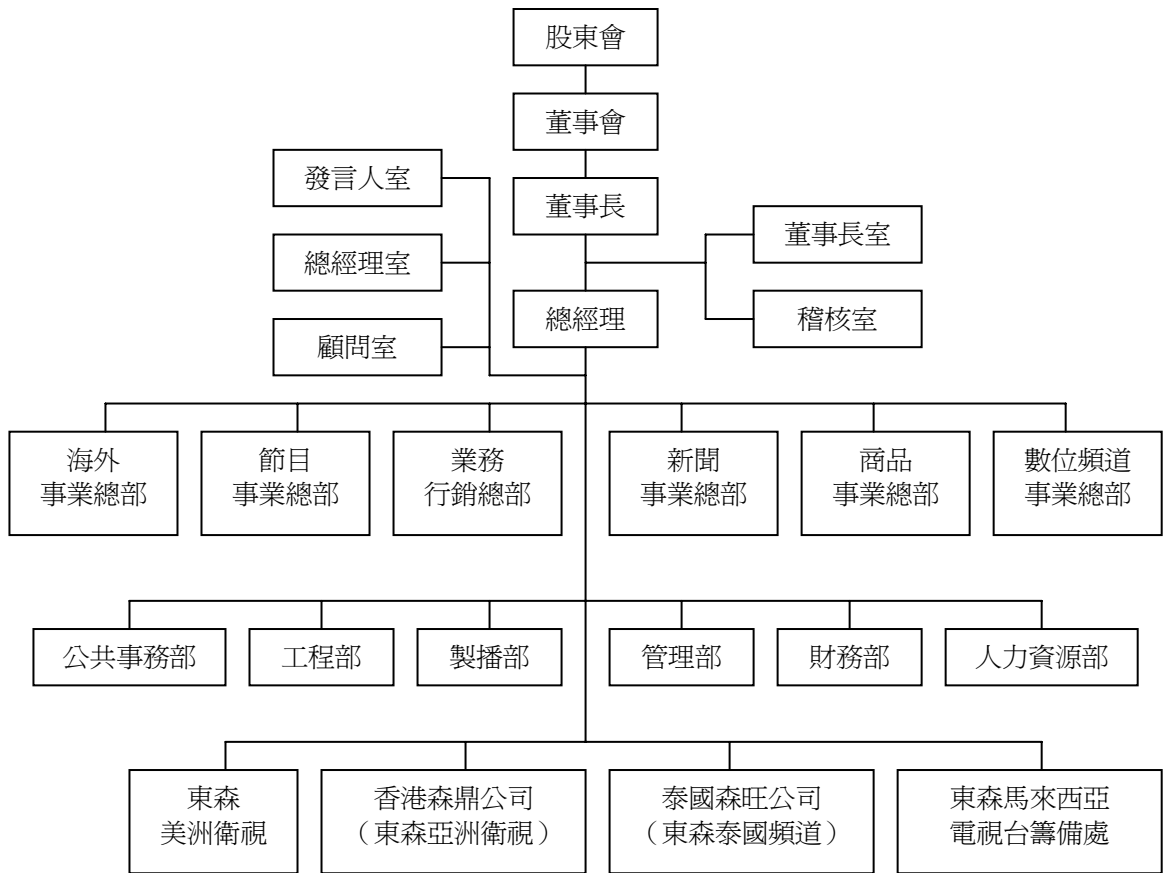 股東會
董事會
發言人室
董事長
董事長室
總經理室
總經理
稽核室
顧問室
海外
事業總部
節目
事業總部
業務
行銷總部
新聞
事業總部
商品
事業總部
數位頻道
事業總部
公共事務部
工程部
製播部
管理部
財務部
人力資源部
東森
美洲衛視
香港森鼎公司
（東森亞洲衛視）
泰國森旺公司
（東森泰國頻道）
東森馬來西亞
電視台籌備處